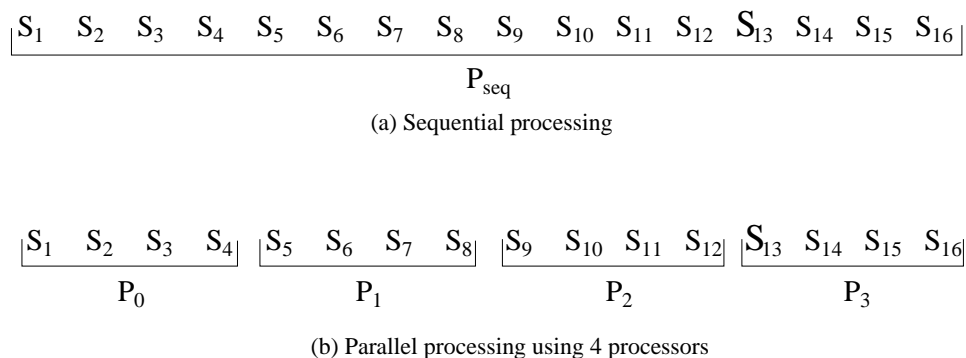 S1 S2 S3 S4 S5 S6 S7 S8 S9 S10 S11 S12 S13 S14 S15 S16
Pseq
(a) Sequential processing
S1 S2 S3 S4 S5 S6 S7 S8 S9 S10 S11 S12 S13 S14 S15 S16
P0 P1 P2 P3
(b) Parallel processing using 4 processors